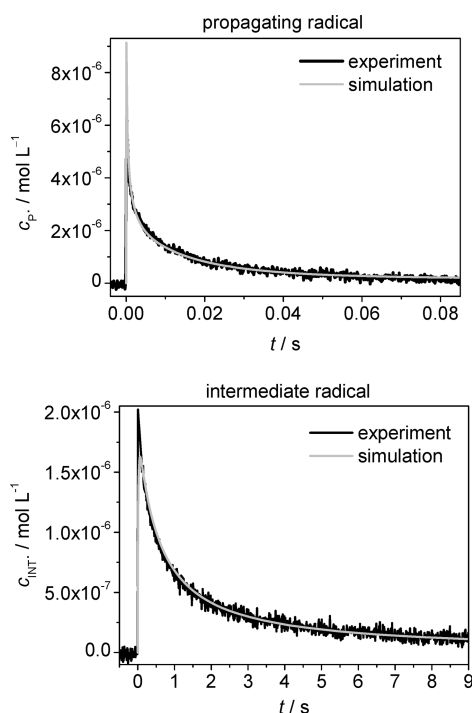 propagating radical
experiment
simulation
8x10⁻⁶
6x10⁻⁶
4x10⁻⁶
2x10⁻⁶
0
c_P• / mol L⁻¹
0.00 0.02 0.04 0.06 0.08
t / s
intermediate radical
experiment
simulation
2.0x10⁻⁶
1.5x10⁻⁶
1.0x10⁻⁶
5.0x10⁻⁷
0.0
c_INT• / mol L⁻¹
0 1 2 3 4 5 6 7 8 9
t / s